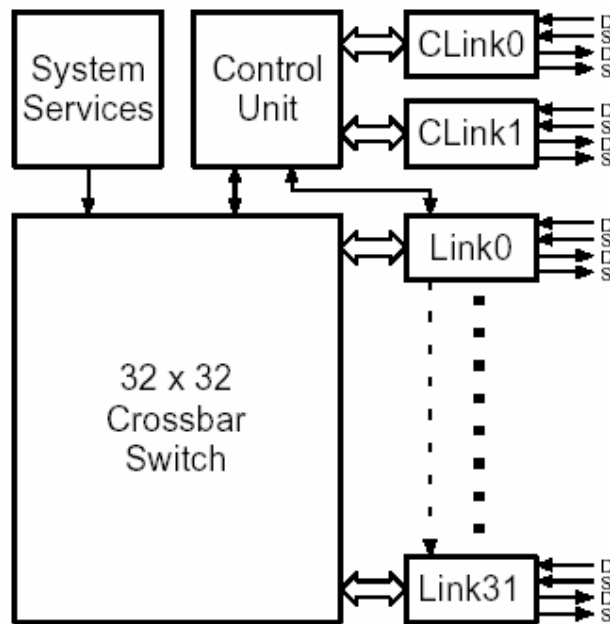 System
Services
Control
Unit
CLink0
D
S
D
S
CLink1
D
S
D
S
Link0
D
S
D
S
32 x 32
Crossbar
Switch
Link31
D
S
D
S